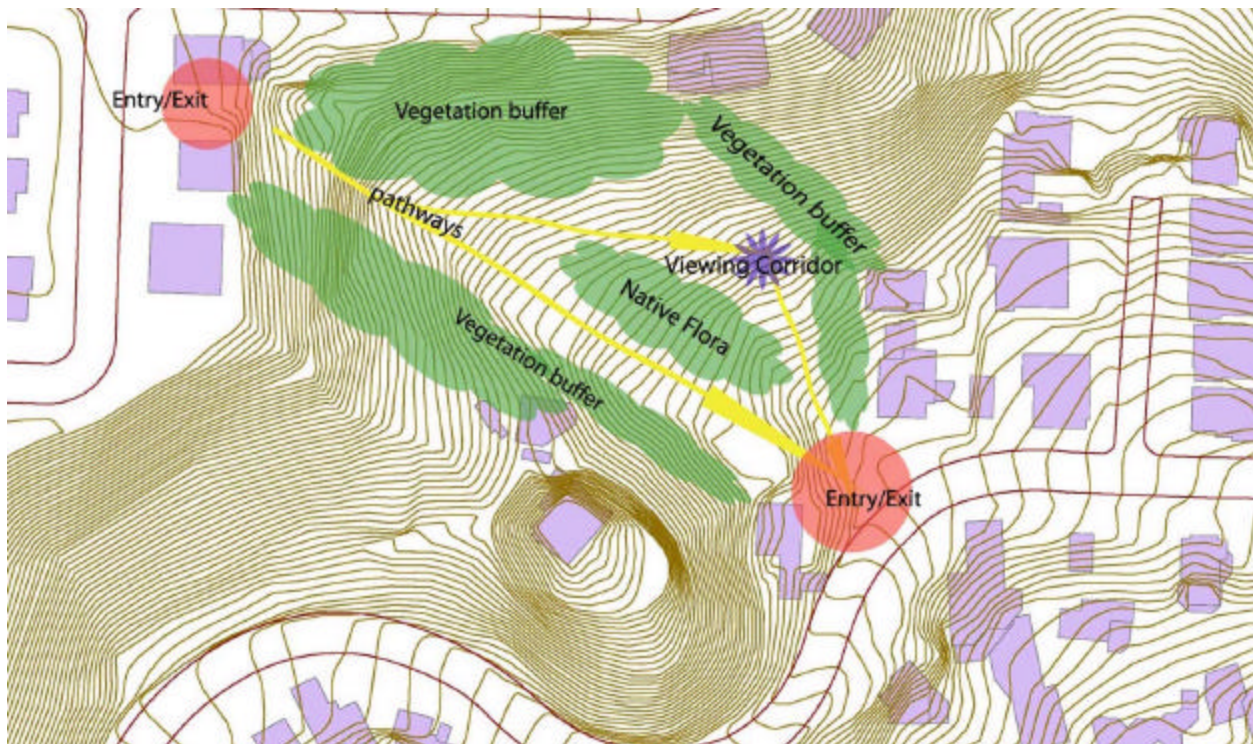 Entry/Exit
Vegetation buffer
Vegetation buffer
pathways
Viewing Corridor
Native Flora
Vegetation buffer
Entry/Exit